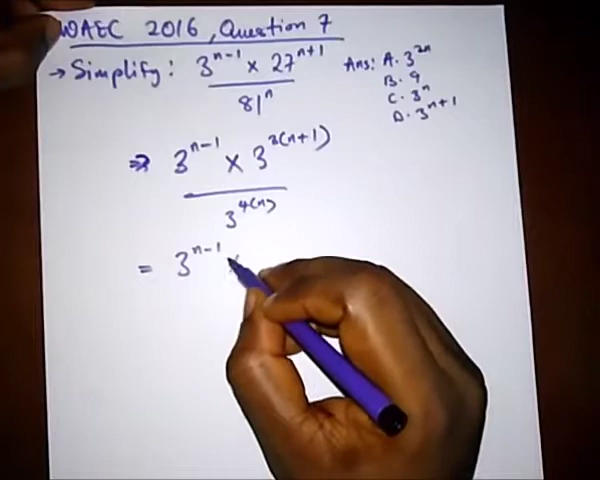 WAEC 2016, Question 7
→ Simplify: 3^{n-1} × 27^{n+1} Ans: A. 3^{2n}
81^n B. 9
C. 3^n
D. 3^{n+1}
⇒ 3^{n-1} × 3^{3(n+1)}
3^{4(n)}
= 3^{n-1} ×